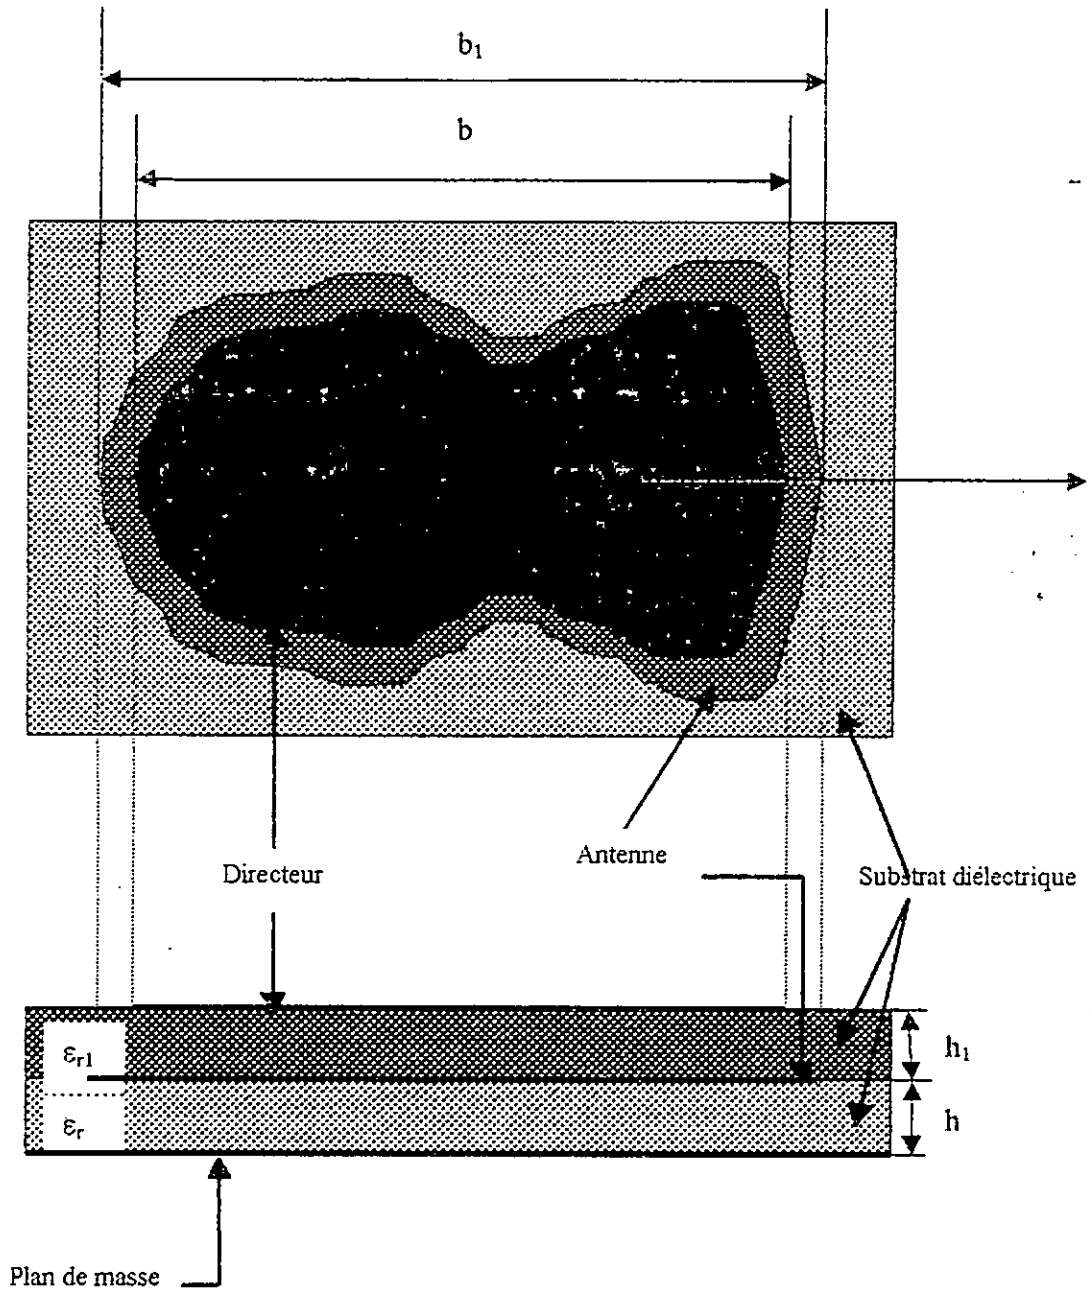 b₁
b
Directeur
Antenne
Substrat diélectrique
εr1
h₁
εr
h
Plan de masse